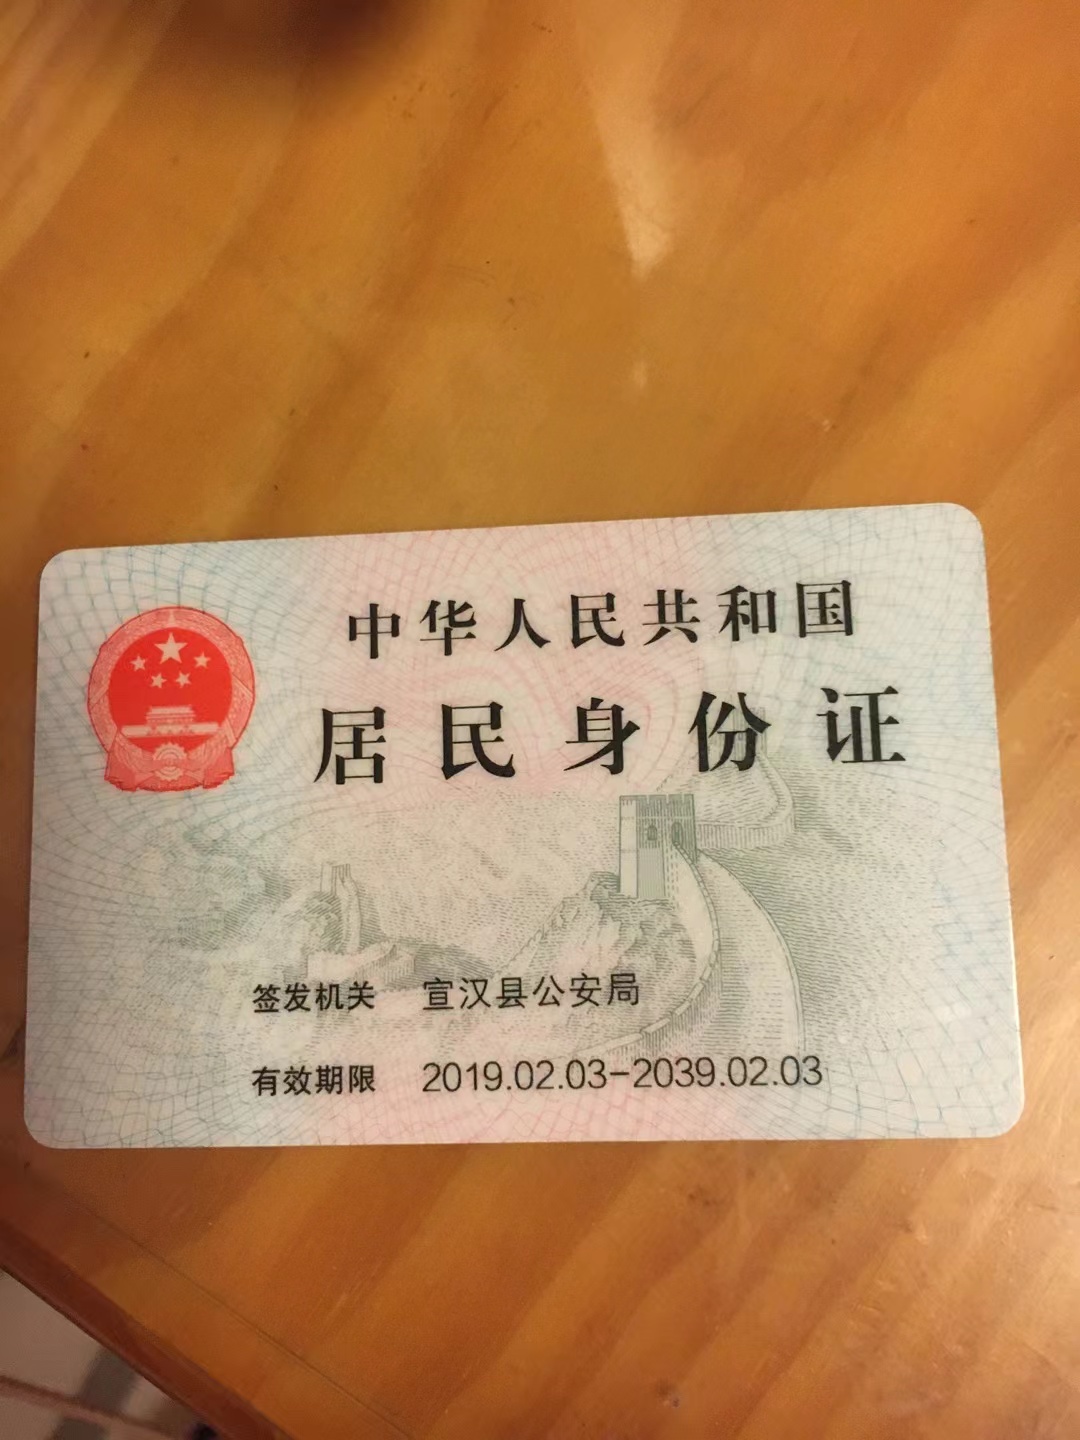 中华人民共和国
居民身份证
签发机关 宣汉县公安局
有效期限 2019.02.03-2039.02.03